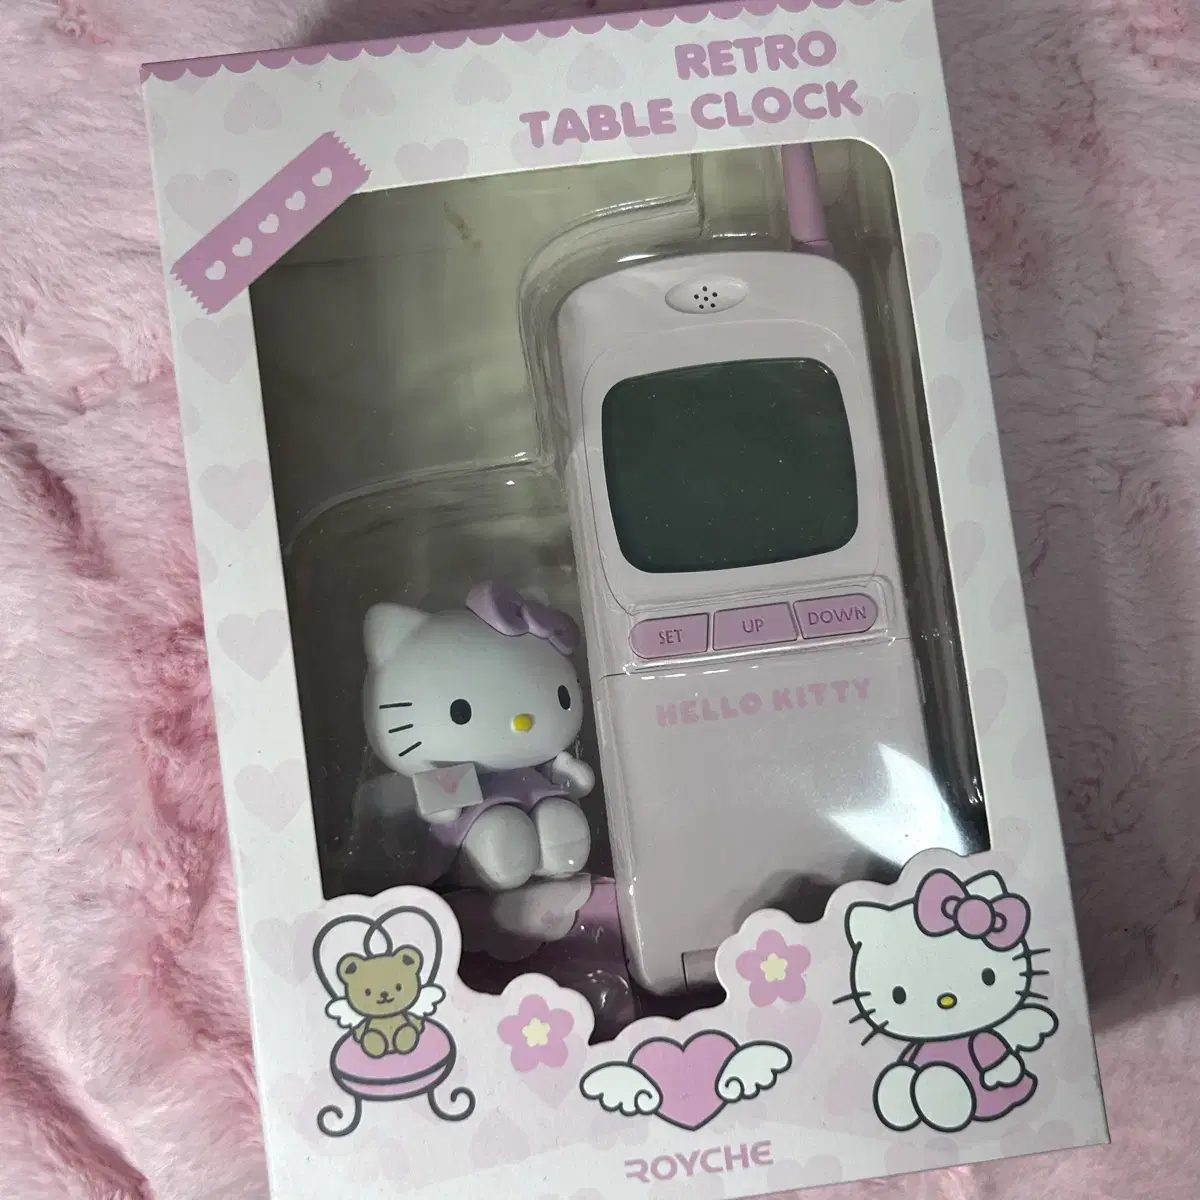 RETRO
TABLE CLOCK
SET UP DOWN
HELLO KITTY
ROYCHE